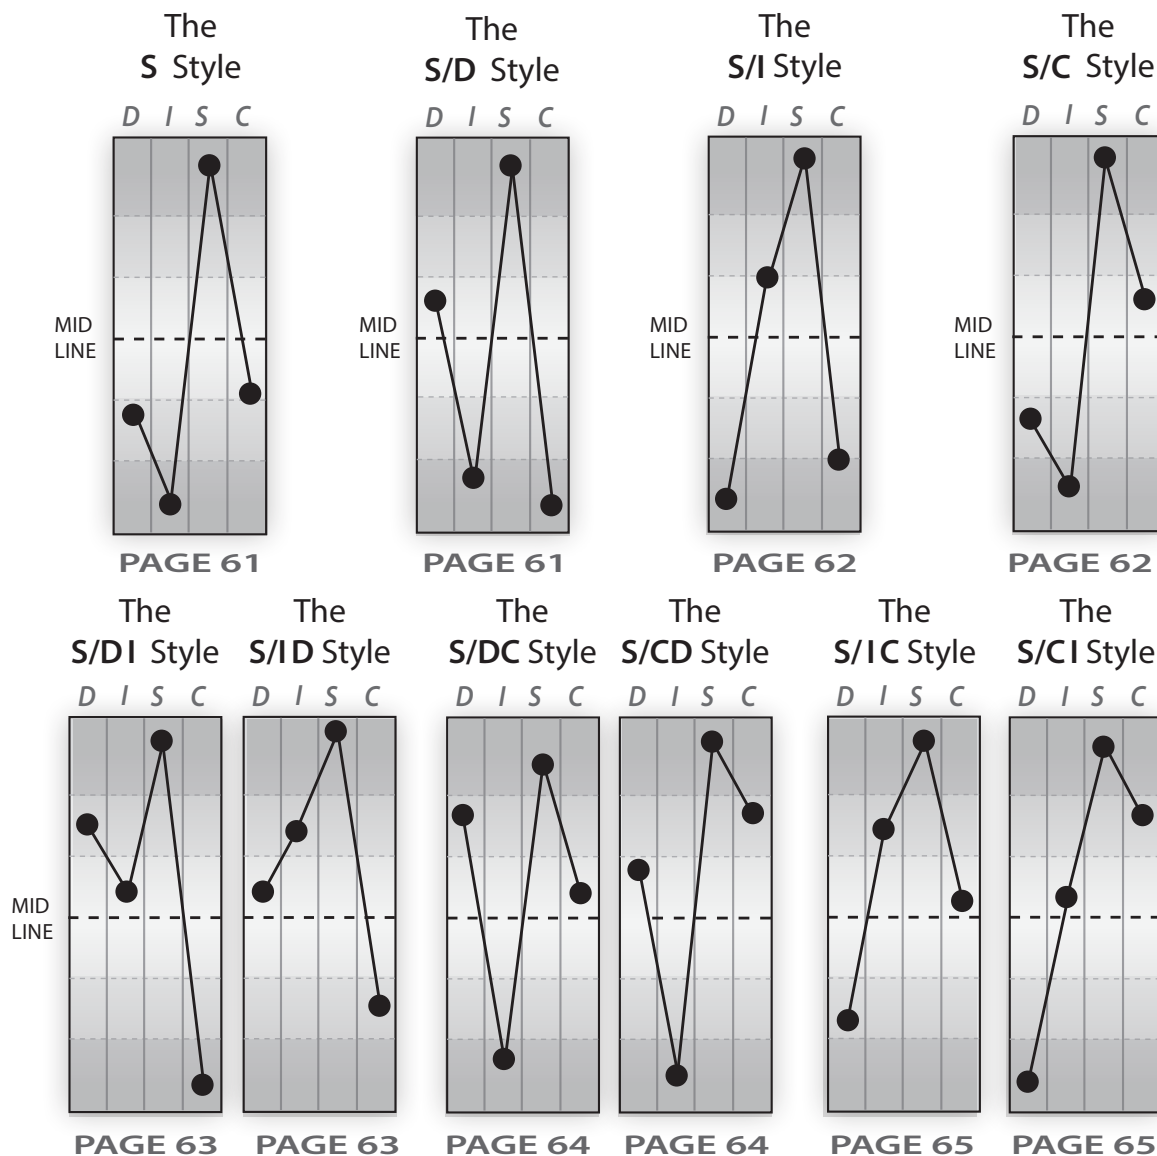 The
S Style
D I S C
MID
LINE
PAGE 61
The
S/D Style
D I S C
MID
LINE
PAGE 61
The
S/I Style
D I S C
MID
LINE
PAGE 62
The
S/C Style
D I S C
MID
LINE
PAGE 62
The
S/DI Style
D I S C
MID
LINE
PAGE 63
The
S/ID Style
D I S C
PAGE 63
The
S/DC Style
D I S C
PAGE 64
The
S/CD Style
D I S C
PAGE 64
The
S/IC Style
D I S C
PAGE 65
The
S/CI Style
D I S C
PAGE 65